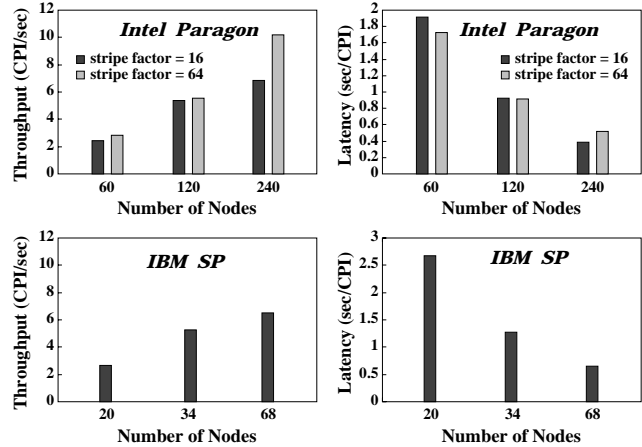 Intel Paragon
stripe factor = 16
stripe factor = 64
Throughput (CPI/sec)
12
10
8
6
4
2
0
60 120 240
Number of Nodes
Intel Paragon
stripe factor = 16
stripe factor = 64
Latency (sec/CPI)
2
1.8
1.6
1.4
1.2
1
0.8
0.6
0.4
0.2
0
60 120 240
Number of Nodes
IBM SP
Throughput (CPI/sec)
12
10
8
6
4
2
0
20 34 68
Number of Nodes
IBM SP
Latency (sec/CPI)
3
2.5
2
1.5
1
0.5
0
20 34 68
Number of Nodes